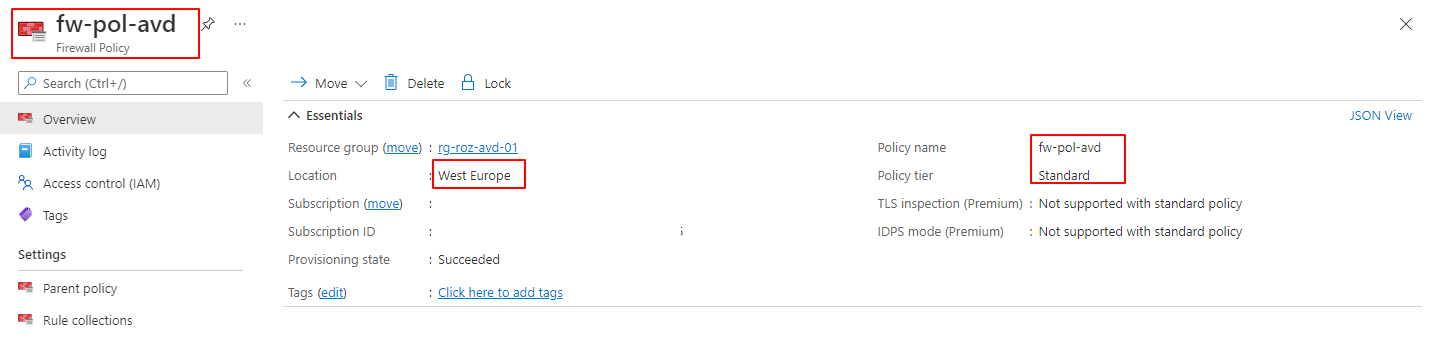 fw-pol-avd
Firewall Policy
Search (Ctrl+/)
Overview
Activity log
Access control (IAM)
Tags
Settings
Parent policy
Rule collections
Move
Delete
Lock
Essentials
JSON View
Resource group (move) : rg-roz-avd-01
Location : West Europe
Subscription (move) :
Subscription ID :
Provisioning state : Succeeded
Tags (edit) : Click here to add tags
Policy name fw-pol-avd
Policy tier Standard
TLS inspection (Premium) : Not supported with standard policy
IDPS mode (Premium) : Not supported with standard policy